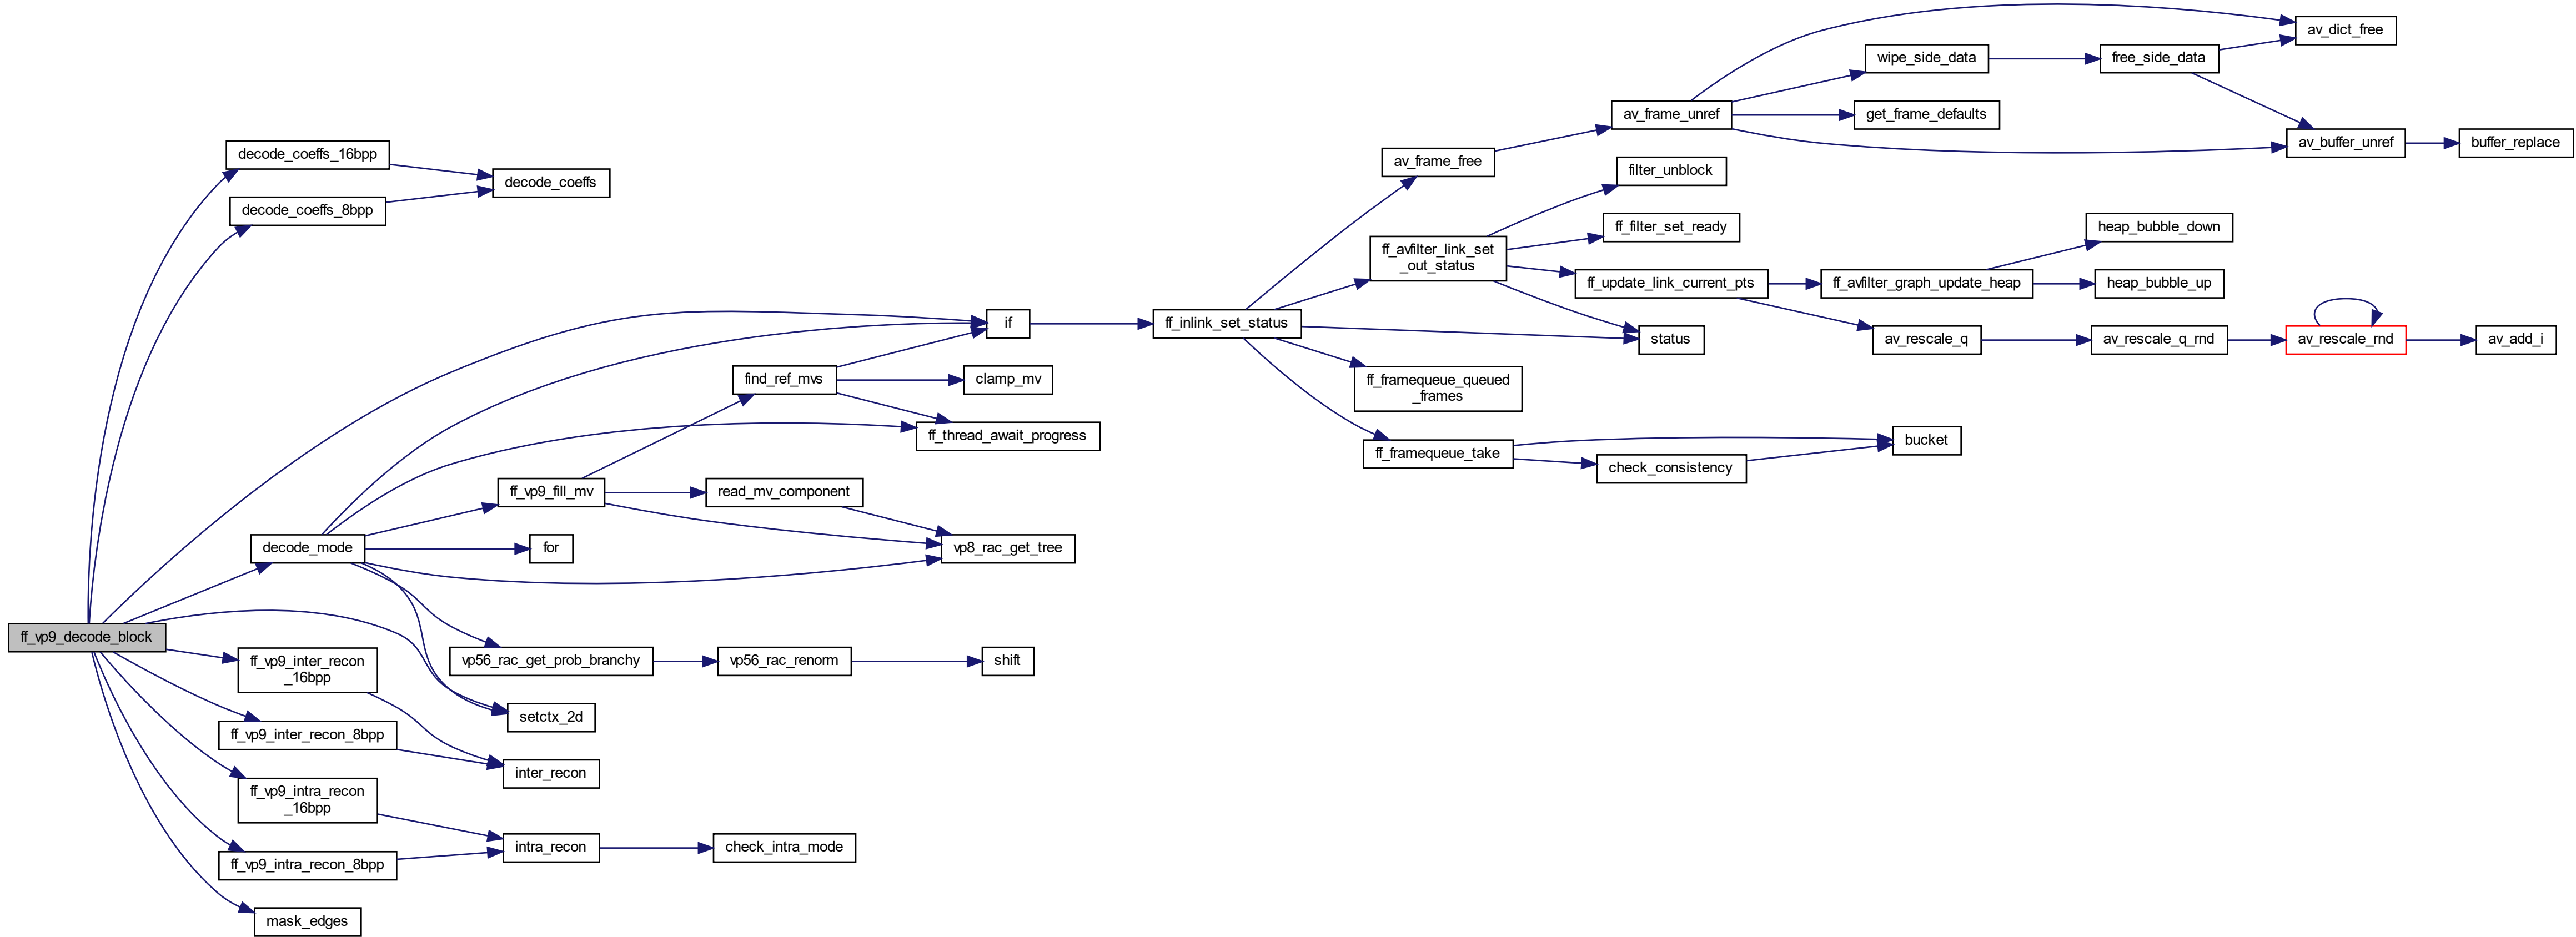 ff_vp9_decode_block
decode_coeffs_16bpp
decode_coeffs
decode_coeffs_8bpp
decode_mode
if
ff_inlink_set_status
av_frame_free
av_frame_unref
av_dict_free
wipe_side_data
free_side_data
get_frame_defaults
av_buffer_unref
buffer_replace
ff_avfilter_link_set
_out_status
filter_unblock
ff_filter_set_ready
ff_update_link_current_pts
ff_avfilter_graph_update_heap
heap_bubble_down
heap_bubble_up
av_rescale_q
av_rescale_q_rnd
av_rescale_rnd
av_add_i
status
ff_framequeue_queued
_frames
ff_framequeue_take
bucket
check_consistency
find_ref_mvs
clamp_mv
ff_thread_await_progress
ff_vp9_fill_mv
read_mv_component
vp8_rac_get_tree
for
vp56_rac_get_prob_branchy
vp56_rac_renorm
shift
setctx_2d
ff_vp9_inter_recon
_16bpp
ff_vp9_inter_recon_8bpp
inter_recon
ff_vp9_intra_recon
_16bpp
ff_vp9_intra_recon_8bpp
intra_recon
check_intra_mode
mask_edges